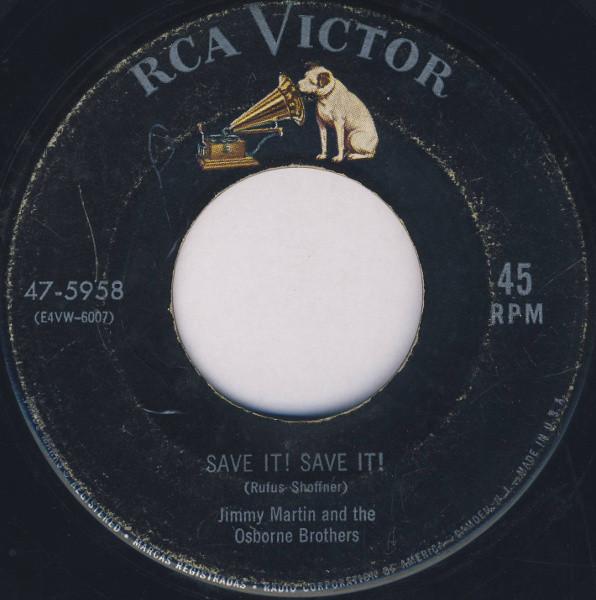 RCA VICTOR
47-5958
(E4VW-6007)
45
RPM
SAVE IT! SAVE IT!
(Rufus Shoffner)
Jimmy Martin and the
Osborne Brothers
REGISTERED • MARCAS REGISTRADAS • RADIO CORPORATION OF AMERICA—CAMDEN, N.J.—MADE IN U.S.A.